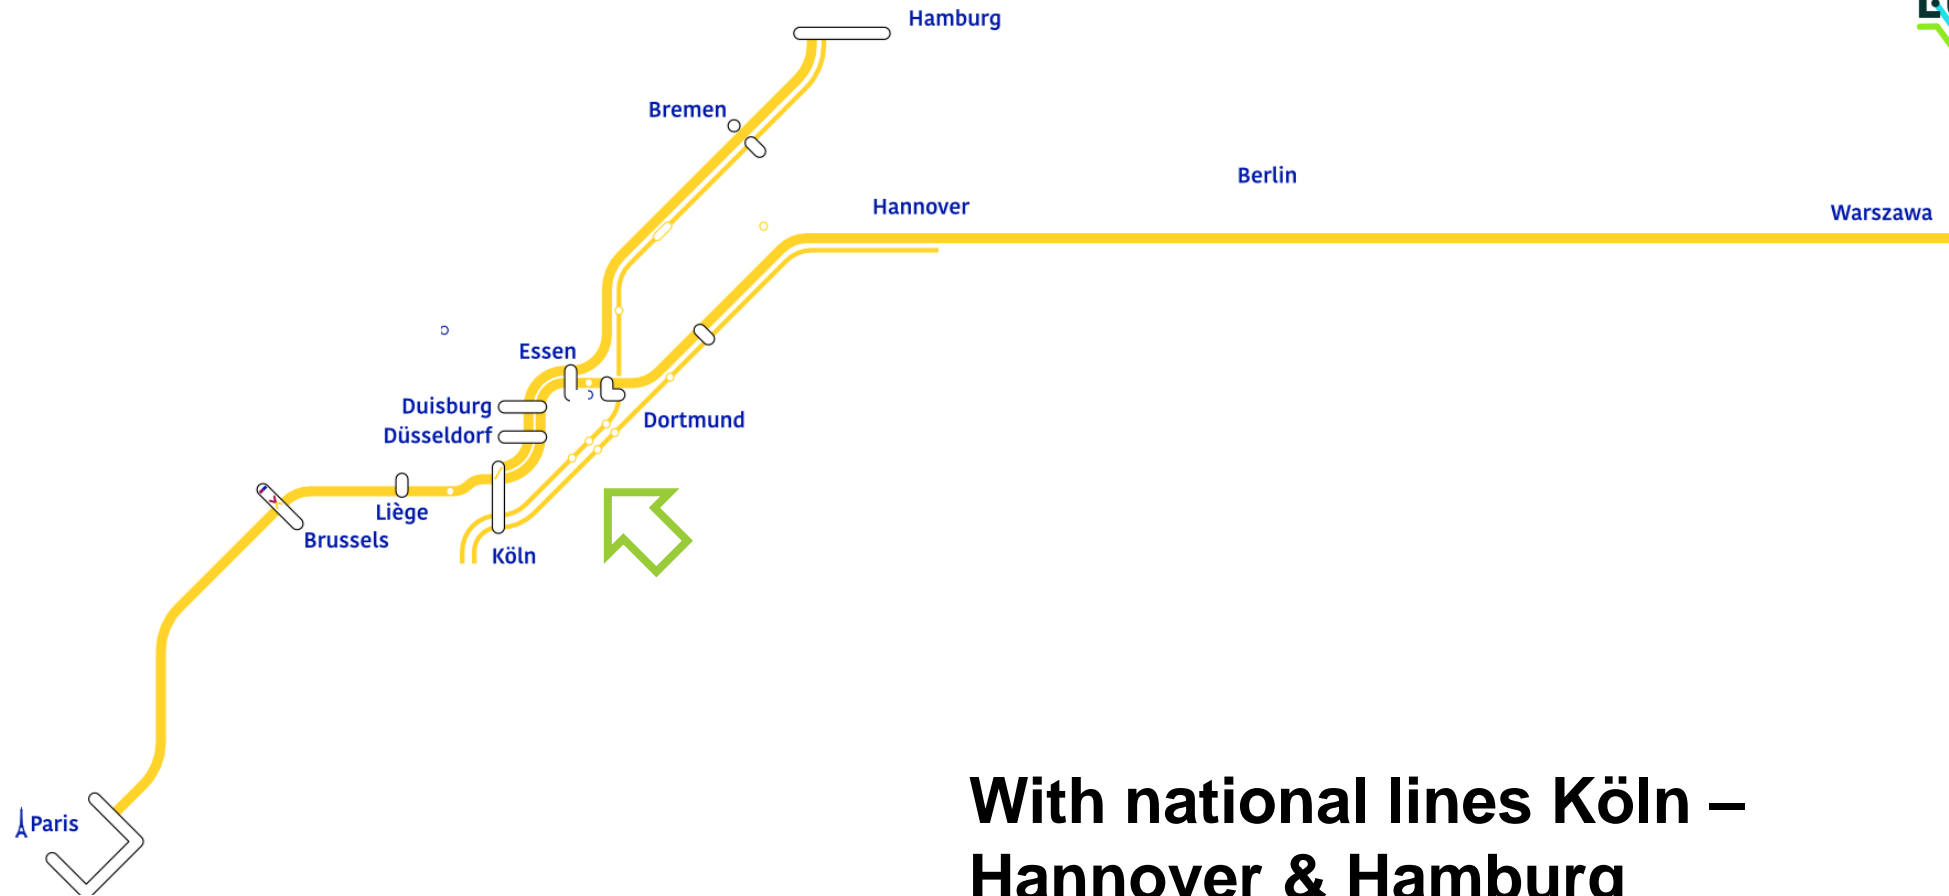 Hamburg
Bremen
Berlin
Hannover
Warszawa
Essen
Duisburg
Düsseldorf
Dortmund
Liège
Brussels
Köln
Paris
With national lines Köln –
Hannover & Hamburg